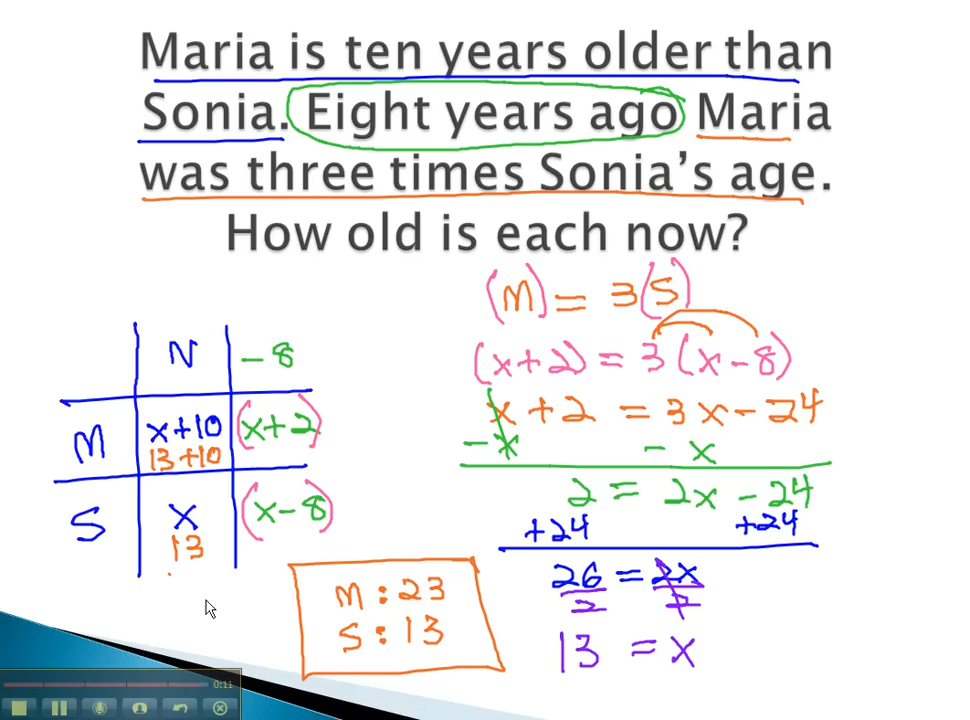 Maria is ten years older than
Sonia. Eight years ago Maria
was three times Sonia's age.
How old is each now?
(M) = 3(S)
N -8
(x+2) = 3(x-8)
x+2 = 3x-24
M x+10 (x+2)
13+10
-x -x
2 = 2x-24
S x (x-8)
13
+24 +24
26 = 2x
2 2
M : 23
S : 13
13 = x
0:11